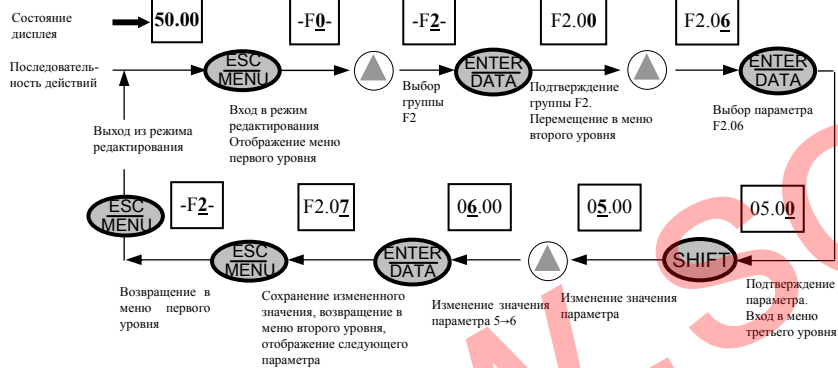 Состояние
дисплея
50.00
-F0-
-F2-
F2.00
F2.06
Последователь-
ность действий
ESC
MENU
ENTER
DATA
ENTER
DATA
Выбор
группы
F2
Вход в режим
редактирования
Отображение меню
первого уровня
Подтверждение
группы F2.
Перемещение в меню
второго уровня
Выбор параметра
F2.06
Выход из режима
редактирования
-F2-
F2.07
06.00
05.00
05.00
ESC
MENU
ESC
MENU
ENTER
DATA
SHIFT
Возвращение в
меню первого
уровня
Сохранение измененного
значения, возвращение в
меню второго уровня,
отображение следующего
параметра
Изменение значения
параметра 5→6
Изменение значения
параметра
Подтверждение
параметра.
Вход в меню
третьего уровня